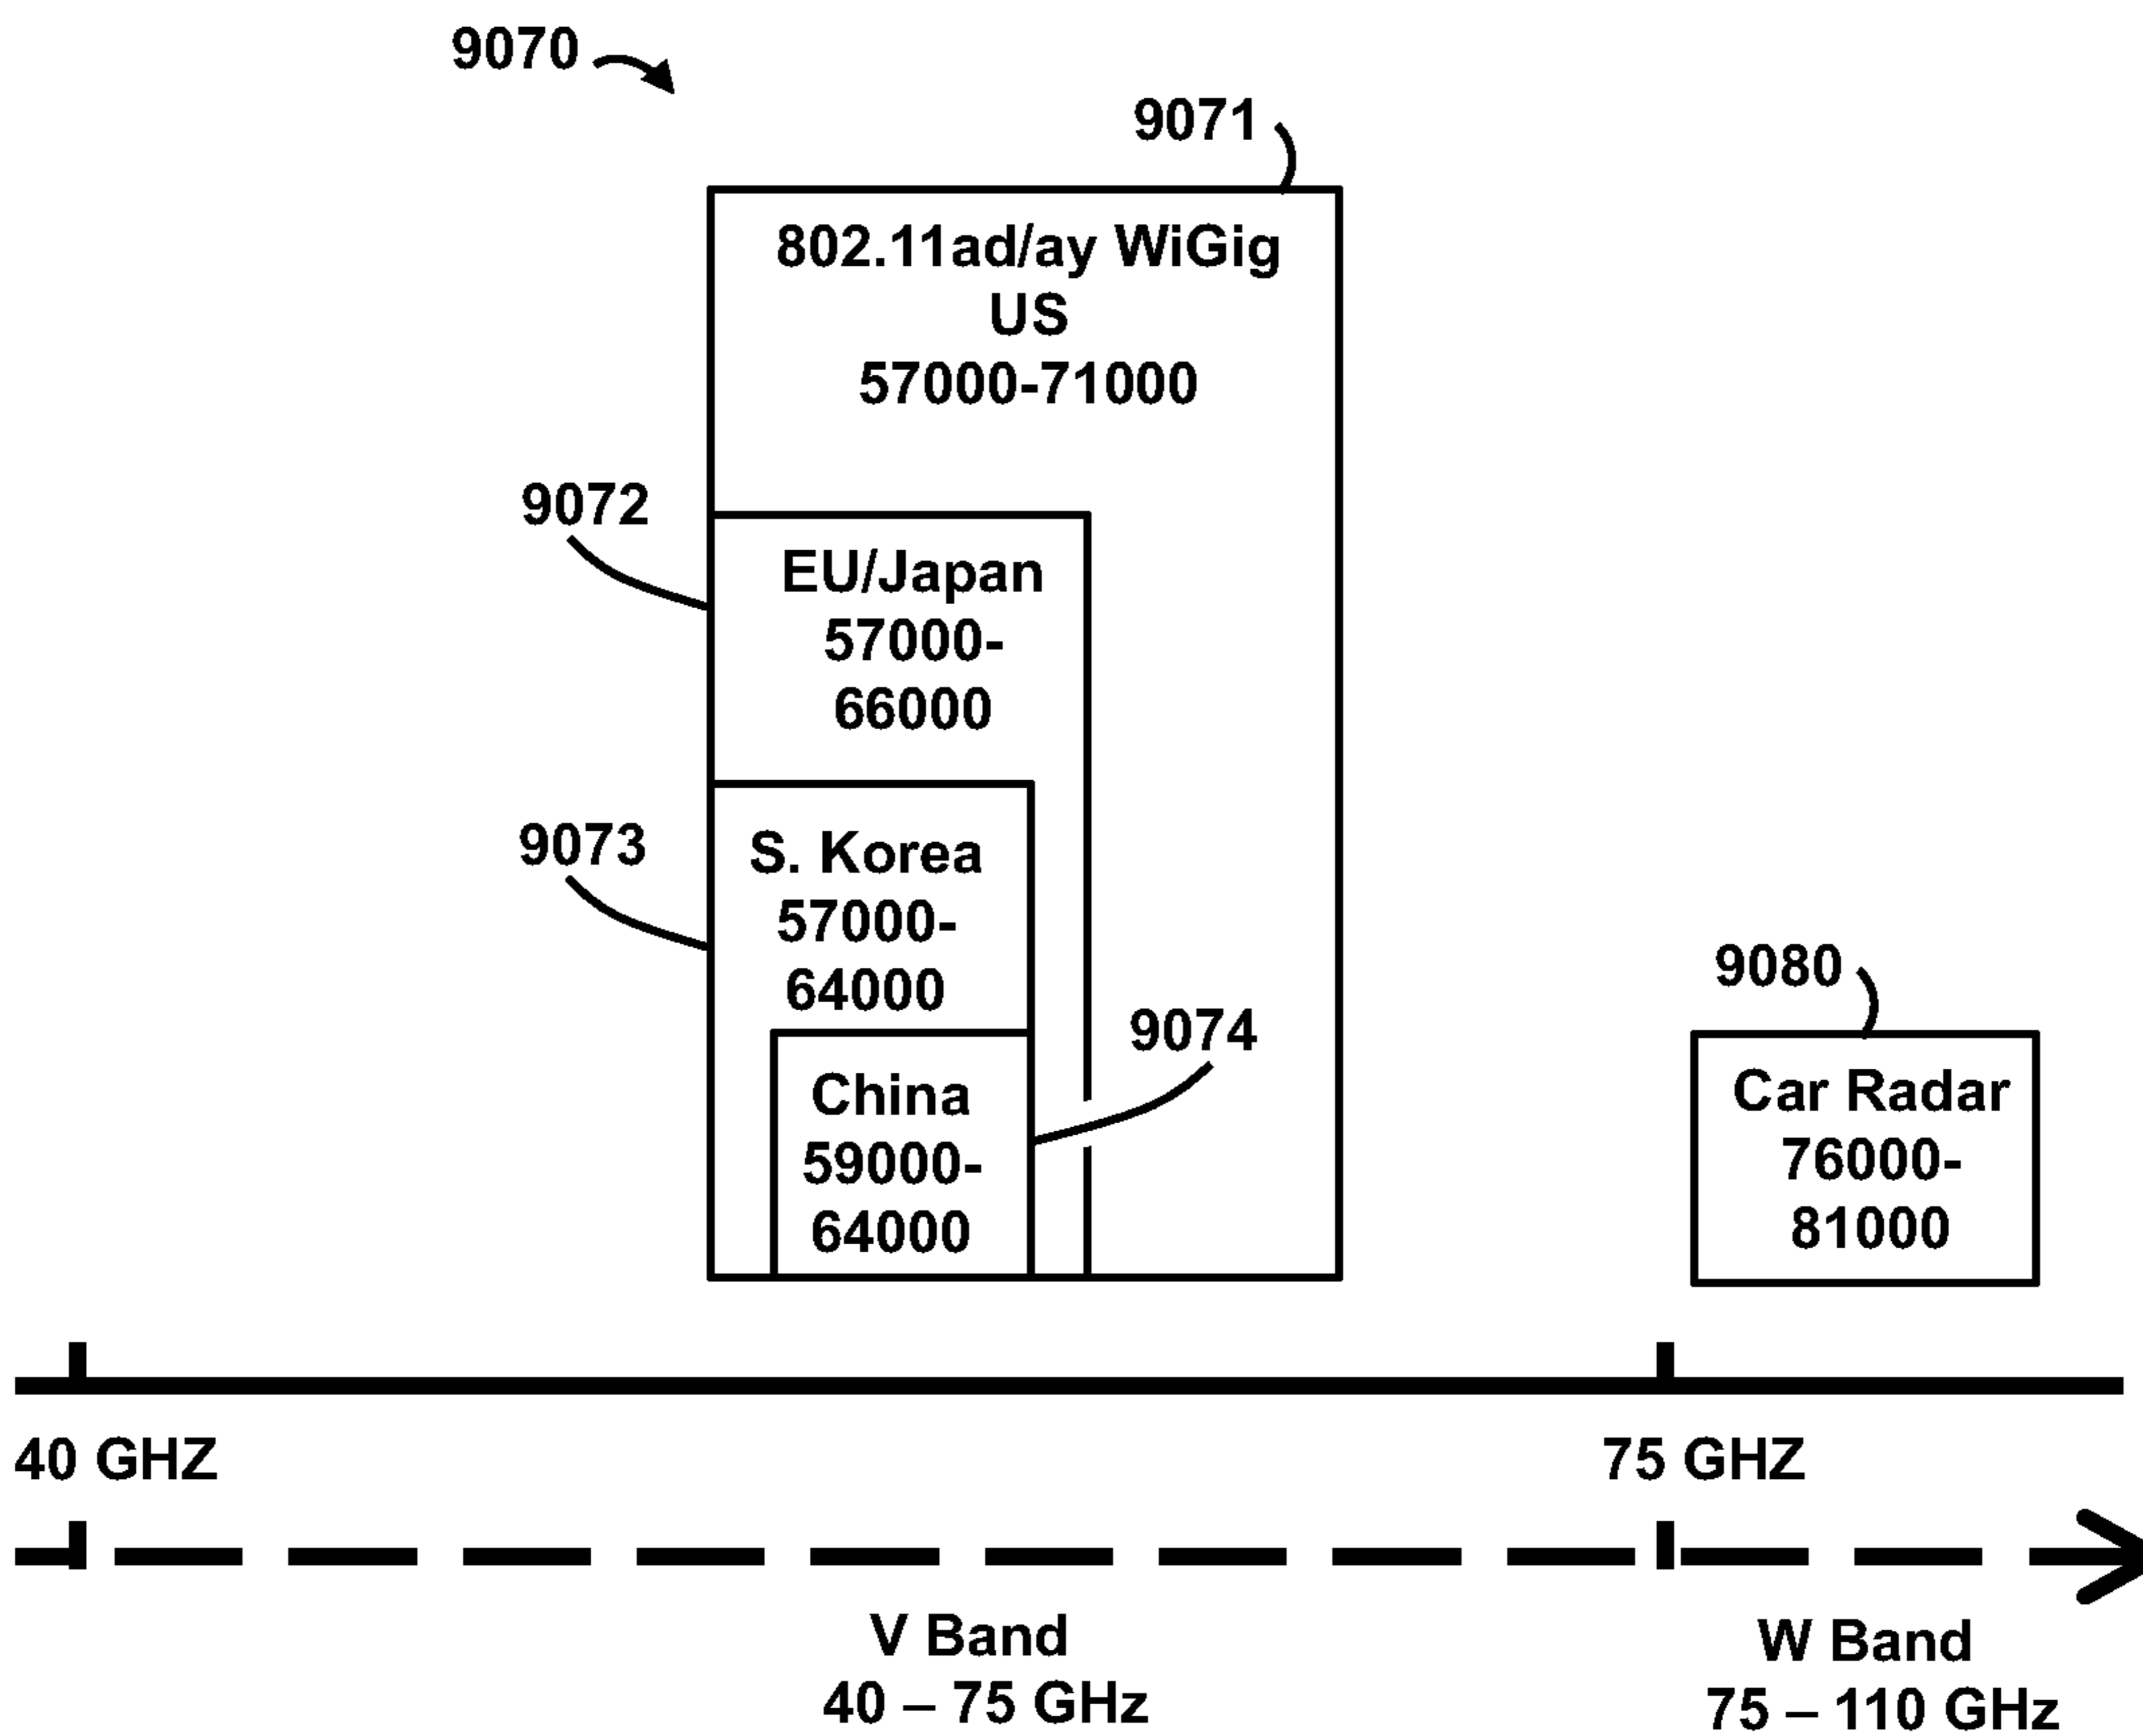 9070
9071
802.11ad/ay WiGig
US
57000-71000
9072
EU/Japan
57000-
66000
9073
S. Korea
57000-
64000
9074
China
59000-
64000
9080
Car Radar
76000-
81000
40 GHZ
75 GHZ
V Band
40 – 75 GHz
W Band
75 – 110 GHz